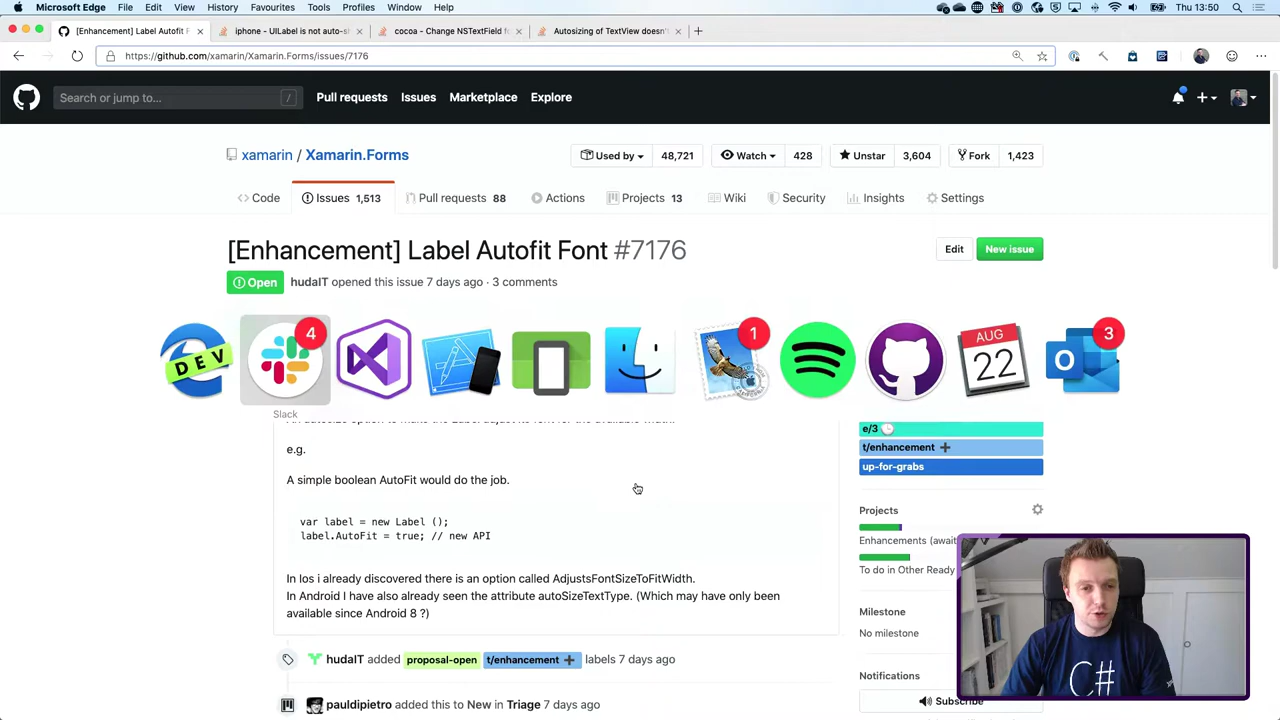 Microsoft Edge File Edit View History Favourites Tools Profiles Window Help Thu 13:50
[Enhancement] Label Autofit F
iphone - UILabel is not auto-s
cocoa - Change NSTextField fo
Autosizing of TextView doesn'
https://github.com/xamarin/Xamarin.Forms/issues/7176
Search or jump to... / Pull requests Issues Marketplace Explore
xamarin / Xamarin.Forms Used by 48,721 Watch 428 Unstar 3,604 Fork 1,423
Code Issues 1,513 Pull requests 88 Actions Projects 13 Wiki Security Insights Settings
[Enhancement] Label Autofit Font #7176 Edit New issue
Open hudaIT opened this issue 7 days ago · 3 comments
DEV 4 1 AUG 22 3
Slack
e/3
e.g.
t/enhancement
up-for-grabs
A simple boolean AutoFit would do the job.
Projects
var label = new Label ();
label.AutoFit = true; // new API
Enhancements (awai
To do in Other Ready
In Ios i already discovered there is an option called AdjustsFontSizeToFitWidth.
In Android I have also already seen the attribute autoSizeTextType. (Which may have only been
available since Android 8 ?)
Milestone
No milestone
hudaIT added proposal-open t/enhancement labels 7 days ago
Notifications
pauldipietro added this to New in Triage 7 days ago
Subscribe
C#